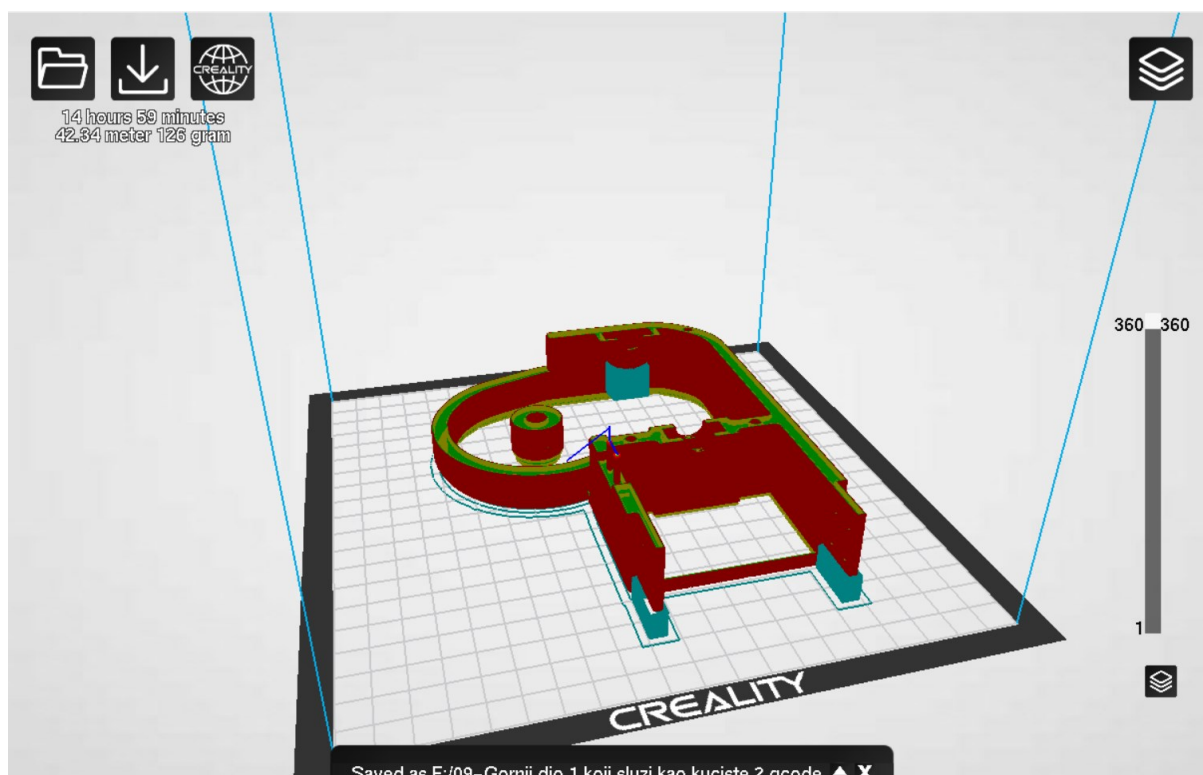 CREALITY
14 hours 59 minutes
42.34 meter 126 gram
360 360
1
CREALITY
Saved as F:/09-Gornji dio 1 koji sluzi kao kuciste 2.gcode X